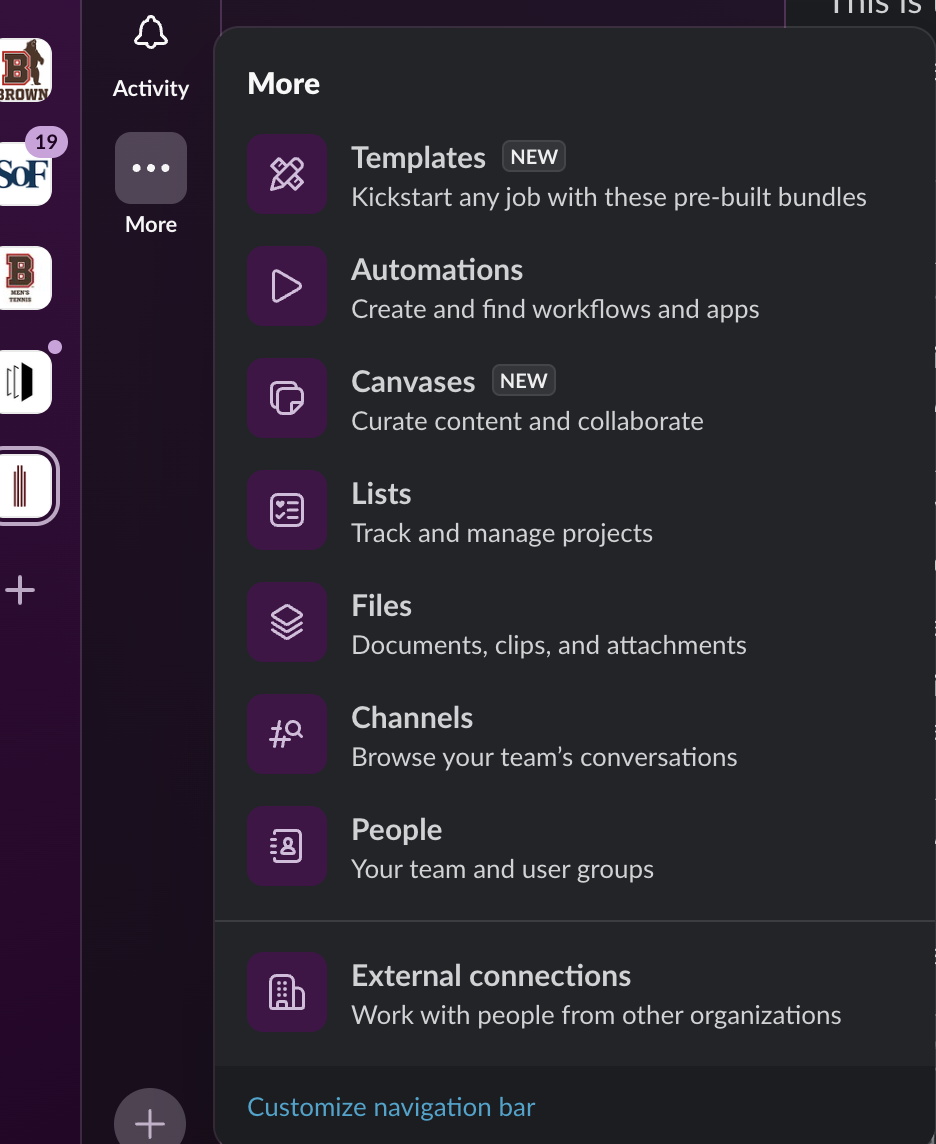 This is
BROWN
19
SoF
B
MEN'S
TENNIS
Activity
More
More
Templates NEW
Kickstart any job with these pre-built bundles
Automations
Create and find workflows and apps
Canvases NEW
Curate content and collaborate
Lists
Track and manage projects
Files
Documents, clips, and attachments
Channels
Browse your team’s conversations
People
Your team and user groups
External connections
Work with people from other organizations
Customize navigation bar